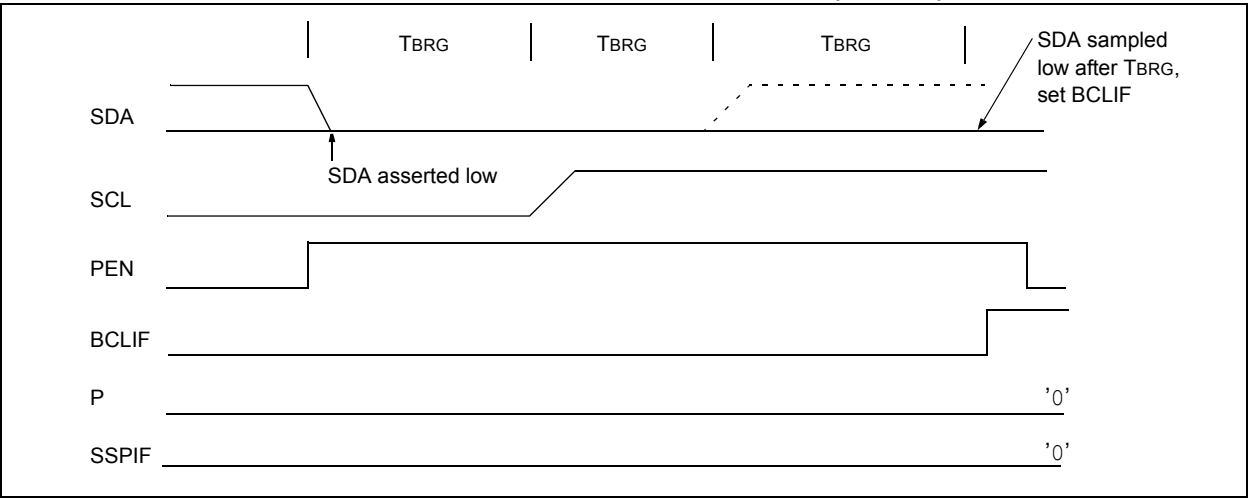 TBRG TBRG TBRG
SDA sampled
low after TBRG,
set BCLIF
SDA
SDA asserted low
SCL
PEN
BCLIF
P '0'
SSPIF '0'